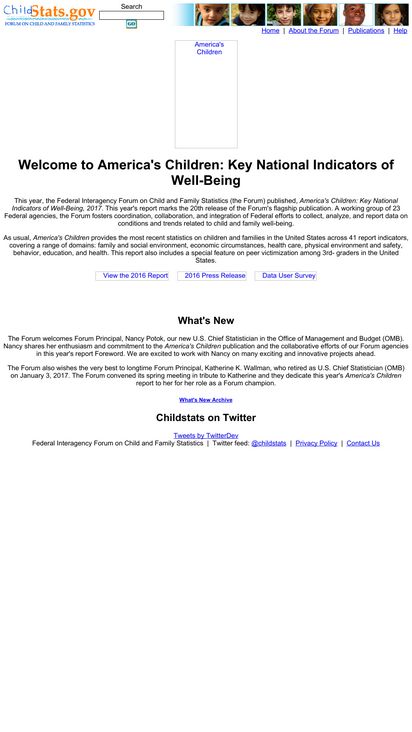 ChildStats.gov
FORUM ON CHILD AND FAMILY STATISTICS
Search
GO
Home | About the Forum | Publications | Help
America's
Children
Welcome to America's Children: Key National Indicators of
Well-Being
This year, the Federal Interagency Forum on Child and Family Statistics (the Forum) published, America's Children: Key National
Indicators of Well-Being, 2017. This year's report marks the 20th release of the Forum's flagship publication. A working group of 23
Federal agencies, the Forum fosters coordination, collaboration, and integration of Federal efforts to collect, analyze, and report data on
conditions and trends related to child and family well-being.
As usual, America's Children provides the most recent statistics on children and families in the United States across 41 report indicators,
covering a range of domains: family and social environment, economic circumstances, health care, physical environment and safety,
behavior, education, and health. This report also includes a special feature on peer victimization among 3rd- graders in the United
States.
View the 2016 Report 2016 Press Release Data User Survey
What's New
The Forum welcomes Forum Principal, Nancy Potok, our new U.S. Chief Statistician in the Office of Management and Budget (OMB).
Nancy shares her enthusiasm and commitment to the America's Children publication and the collaborative efforts of our Forum agencies
in this year's report Foreword. We are excited to work with Nancy on many exciting and innovative projects ahead.
The Forum also wishes the very best to longtime Forum Principal, Katherine K. Wallman, who retired as U.S. Chief Statistician (OMB)
on January 3, 2017. The Forum convened its spring meeting in tribute to Katherine and they dedicate this year's America's Children
report to her for her role as a Forum champion.
What's New Archive
Childstats on Twitter
Tweets by TwitterDev
Federal Interagency Forum on Child and Family Statistics | Twitter feed: @childstats | Privacy Policy | Contact Us